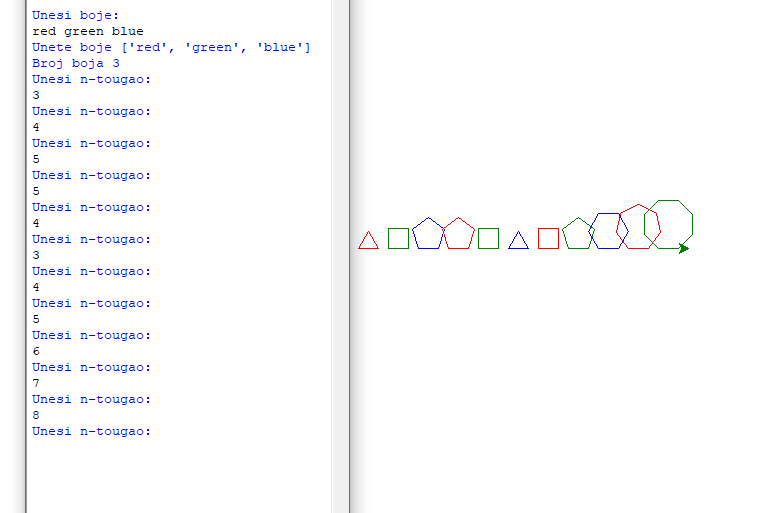 Unesi boje:
red green blue
Unete boje ['red', 'green', 'blue']
Broj boja 3
Unesi n-tougao:
3
Unesi n-tougao:
4
Unesi n-tougao:
5
Unesi n-tougao:
5
Unesi n-tougao:
4
Unesi n-tougao:
3
Unesi n-tougao:
4
Unesi n-tougao:
5
Unesi n-tougao:
6
Unesi n-tougao:
7
Unesi n-tougao:
8
Unesi n-tougao: